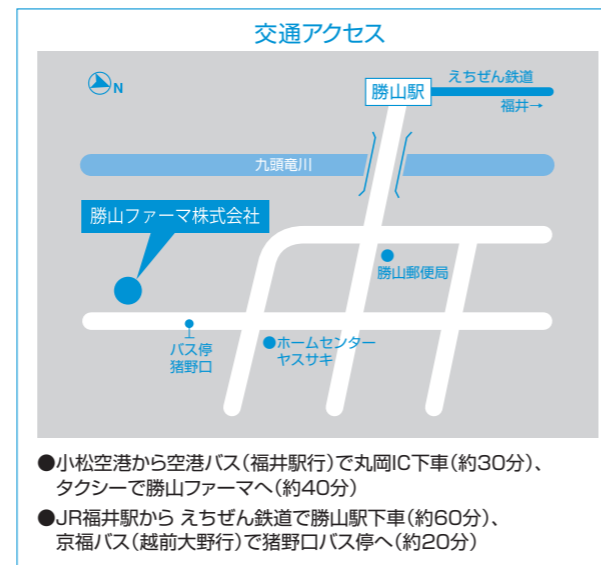 交通アクセス
N
勝山駅
えちぜん鉄道
福井→
九頭竜川
勝山ファーマ株式会社
勝山郵便局
バス停
猪野口
●ホームセンター
ヤスサキ
●小松空港から空港バス(福井駅行)で丸岡IC下車(約30分)、
タクシーで勝山ファーマへ(約40分)
●JR福井駅から えちぜん鉄道で勝山駅下車(約60分)、
京福バス(越前大野行)で猪野口バス停へ(約20分)